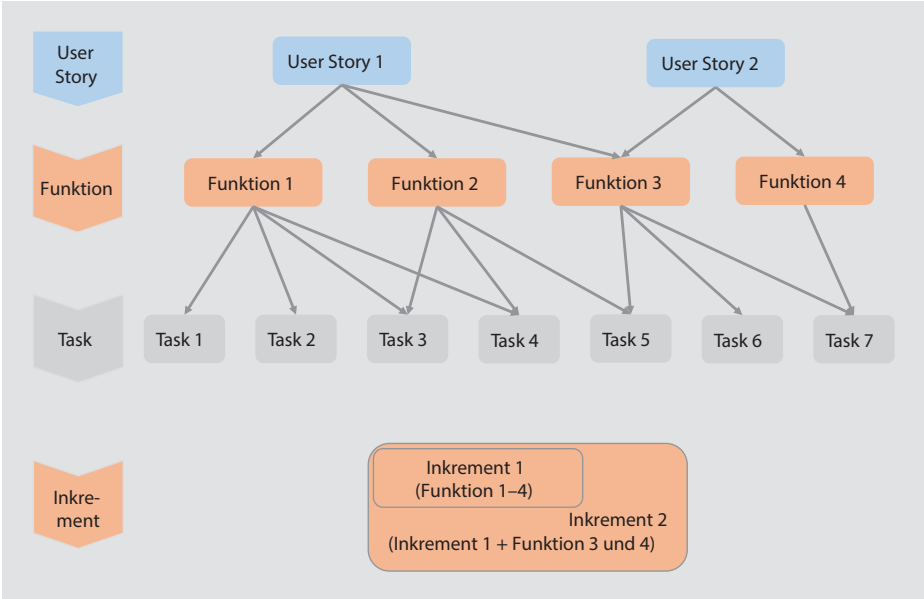 User
Story
User Story 1
User Story 2
Funktion
Funktion 1
Funktion 2
Funktion 3
Funktion 4
Task
Task 1
Task 2
Task 3
Task 4
Task 5
Task 6
Task 7
Inkre-
ment
Inkrement 1
(Funktion 1–4)
Inkrement 2
(Inkrement 1 + Funktion 3 und 4)